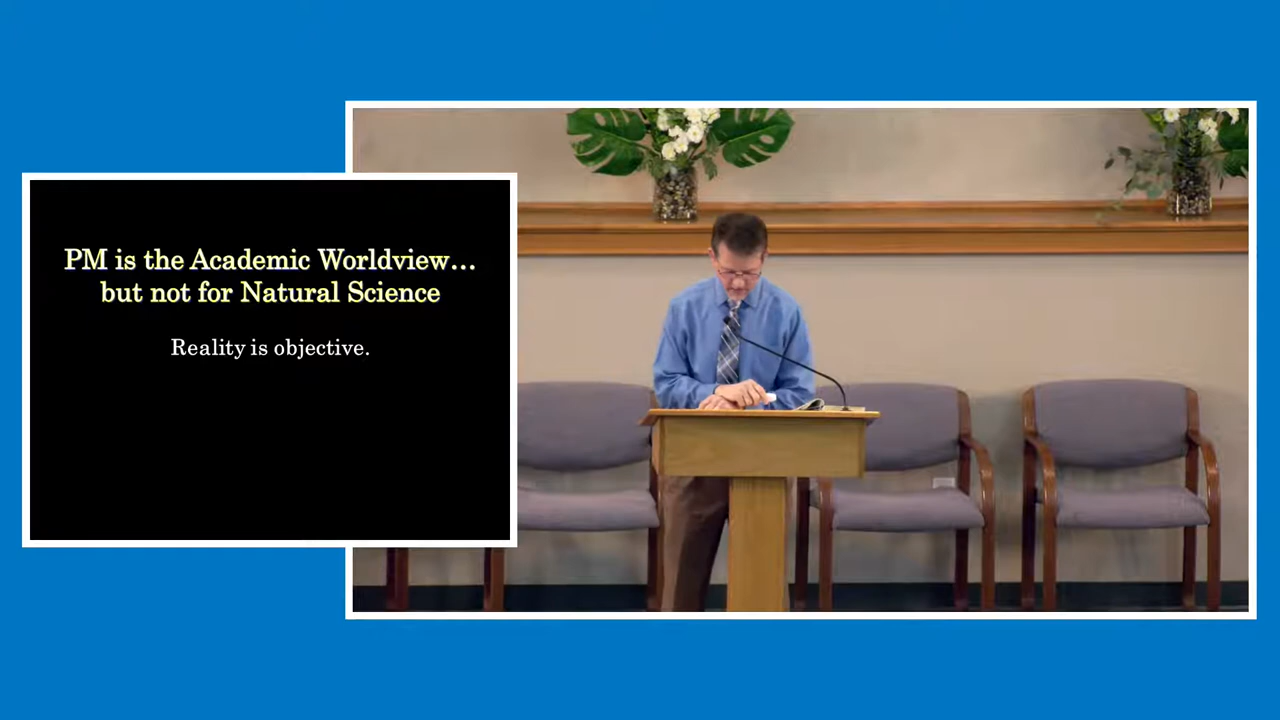 PM is the Academic Worldview...
but not for Natural Science
Reality is objective.